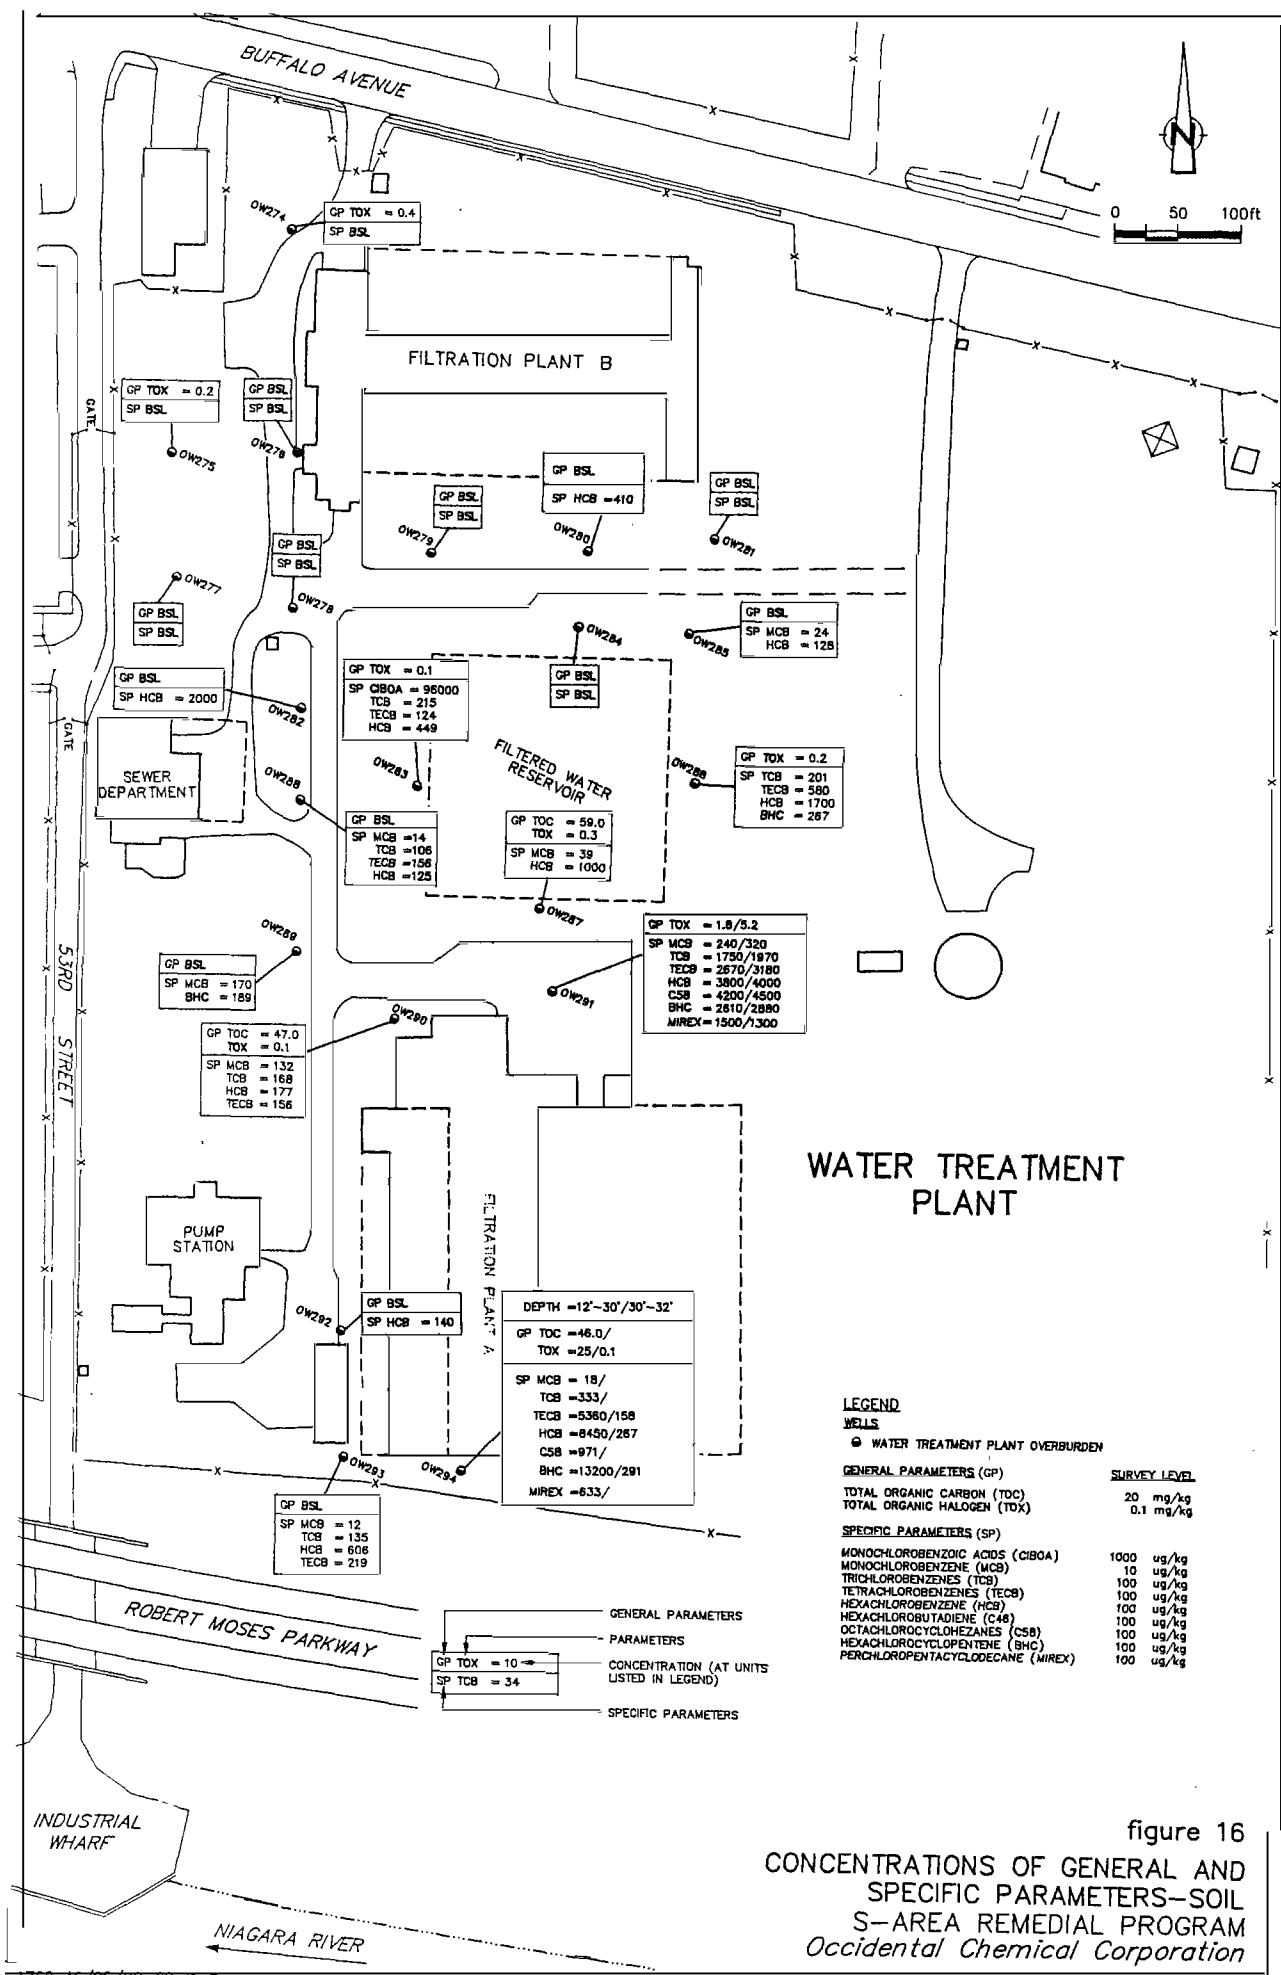 BUFFALO AVENUE
N
0 50 100ft
OW274
GP TOX = 0.4
SP BSL
FILTRATION PLANT B
GP TOX = 0.2
SP BSL
GP BSL
SP BSL
GATE
OW275
OW276
GP BSL
SP BSL
GP BSL
SP HCB =410
GP BSL
SP BSL
OW279
OW280
OW281
GP BSL
SP BSL
OW277
OW278
GP BSL
SP BSL
OW284
GP BSL
SP BSL
OW285
GP BSL
SP MCB = 24
HCB = 128
GP BSL
SP HCB = 2000
OW282
GP TOX = 0.1
SP CIBOA = 96000
TCB = 215
TECB = 124
HCB = 449
OW283
GATE
SEWER
DEPARTMENT
OW288
FILTERED WATER
RESERVOIR
OW286
GP TOX = 0.2
SP TCB = 201
TECB = 580
HCB = 1700
BHC = 267
GP BSL
SP MCB =14
TCB =106
TECB =156
HCB =125
GP TOC = 59.0
TOX = 0.3
SP MCB = 39
HCB = 1000
OW287
OW289
GP BSL
SP MCB = 170
BHC = 189
GP TOX = 1.8/5.2
SP MCB = 240/320
TCB = 1750/1970
TECB = 2670/3180
HCB = 3800/4000
C58 = 4200/4500
BHC = 2610/2880
MIREX= 1500/1300
OW291
OW290
GP TOC = 47.0
TOX = 0.1
SP MCB = 132
TCB = 168
HCB = 177
TECB = 156
53RD STREET
WATER TREATMENT
PLANT
PUMP
STATION
FILTRATION PLANT A
OW292
GP BSL
SP HCB = 140
DEPTH =12'-30'/30'-32'
GP TOC =46.0/
TOX =25/0.1
SP MCB = 18/
TCB =333/
TECB =5360/158
HCB =8450/267
C58 =971/
BHC =13200/291
MIREX =633/
OW293
OW294
GP BSL
SP MCB = 12
TCB = 135
HCB = 606
TECB = 219
LEGEND
WELLS
WATER TREATMENT PLANT OVERBURDEN
GENERAL PARAMETERS (GP) SURVEY LEVEL
TOTAL ORGANIC CARBON (TOC) 20 mg/kg
TOTAL ORGANIC HALOGEN (TOX) 0.1 mg/kg
SPECIFIC PARAMETERS (SP)
MONOCHLOROBENZOIC ACIDS (CIBOA) 1000 ug/kg
MONOCHLOROBENZENE (MCB) 10 ug/kg
TRICHLOROBENZENES (TCB) 100 ug/kg
TETRACHLOROBENZENES (TECB) 100 ug/kg
HEXACHLOROBENZENE (HCB) 100 ug/kg
HEXACHLOROBUTADIENE (C46) 100 ug/kg
OCTACHLOROCYCLOHEZANES (C58) 100 ug/kg
HEXACHLOROCYCLOPENTENE (BHC) 100 ug/kg
PERCHLOROPENTACYCLODECANE (MIREX) 100 ug/kg
ROBERT MOSES PARKWAY
GENERAL PARAMETERS
PARAMETERS
GP TOX = 10
SP TCB = 34
CONCENTRATION (AT UNITS
LISTED IN LEGEND)
SPECIFIC PARAMETERS
INDUSTRIAL
WHARF
NIAGARA RIVER
figure 16
CONCENTRATIONS OF GENERAL AND
SPECIFIC PARAMETERS-SOIL
S-AREA REMEDIAL PROGRAM
Occidental Chemical Corporation